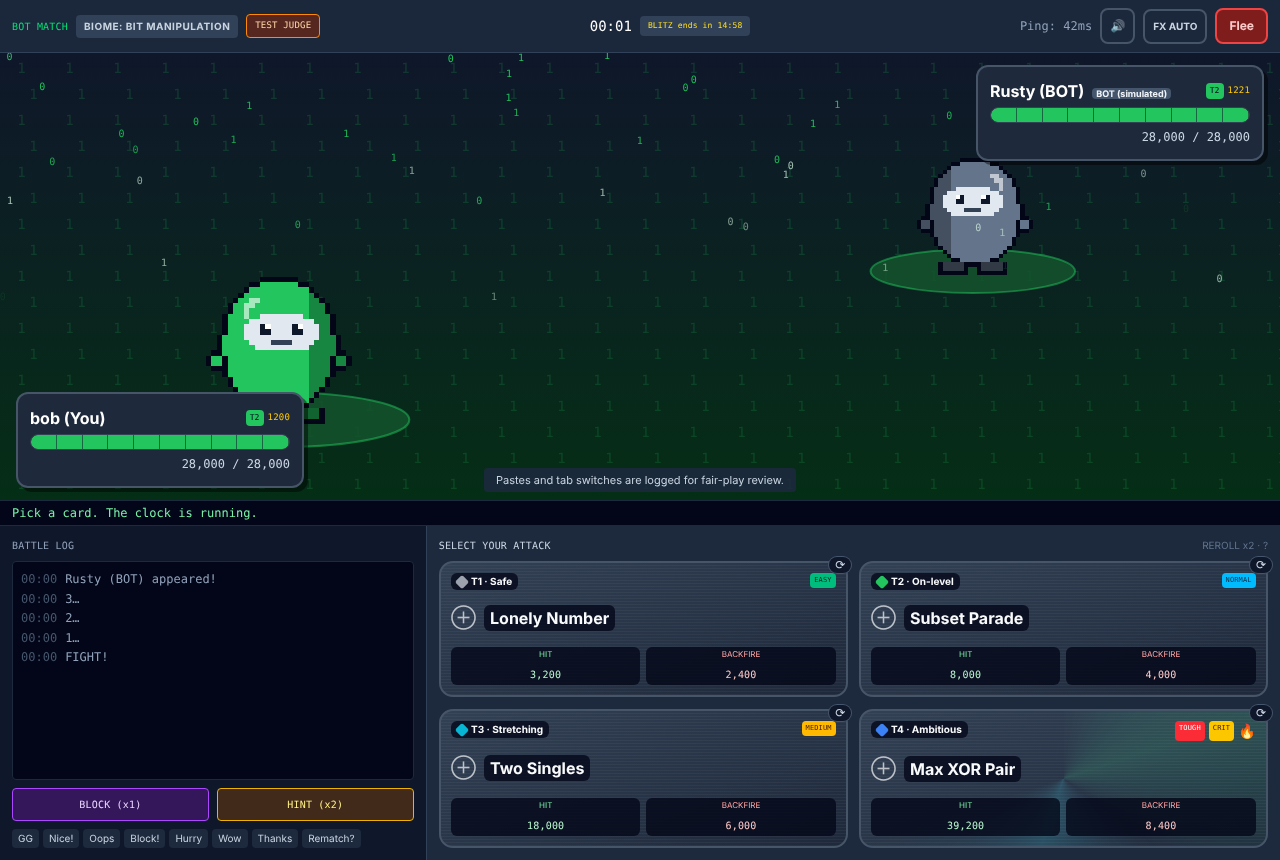 BOT MATCH BIOME: BIT MANIPULATION TEST JUDGE 00:01 BLITZ ends in 14:58 Ping: 42ms FX AUTO Flee
Rusty (BOT) BOT (simulated) T2 1221
28,000 / 28,000
bob (You) T2 1200
28,000 / 28,000
Pastes and tab switches are logged for fair-play review.
Pick a card. The clock is running.
BATTLE LOG
00:00 Rusty (BOT) appeared!
00:00 3…
00:00 2…
00:00 1…
00:00 FIGHT!
BLOCK (x1) HINT (x2)
GG Nice! Oops Block! Hurry Wow Thanks Rematch?
SELECT YOUR ATTACK REROLL x2 · ?
T1 · Safe EASY
Lonely Number
HIT BACKFIRE
3,200 2,400
T2 · On-level NORMAL
Subset Parade
HIT BACKFIRE
8,000 4,000
T3 · Stretching MEDIUM
Two Singles
HIT BACKFIRE
18,000 6,000
T4 · Ambitious TOUGH CRIT
Max XOR Pair
HIT BACKFIRE
39,200 8,400